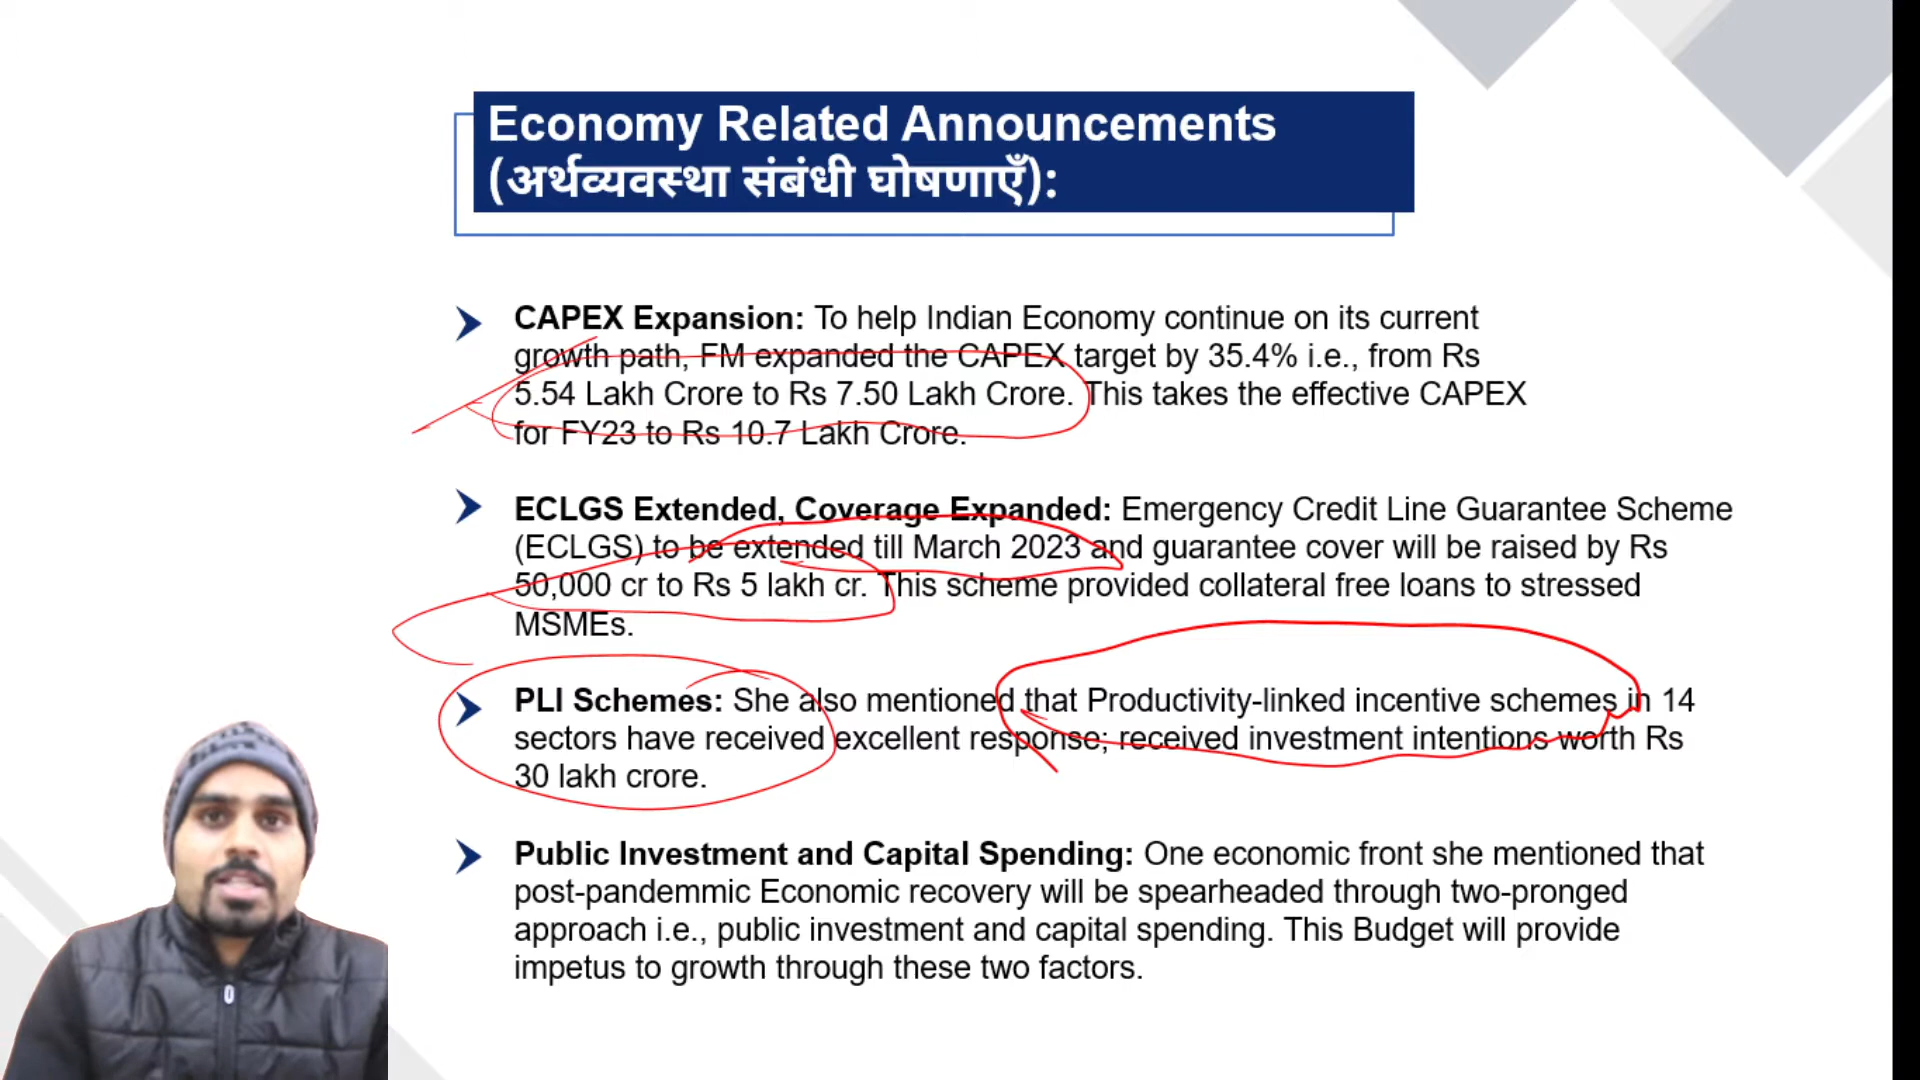 Economy Related Announcements
(अर्थव्यवस्था संबंधी घोषणाएँ):
CAPEX Expansion: To help Indian Economy continue on its current
growth path, FM expanded the CAPEX target by 35.4% i.e., from Rs
5.54 Lakh Crore to Rs 7.50 Lakh Crore. This takes the effective CAPEX
for FY23 to Rs 10.7 Lakh Crore.
ECLGS Extended, Coverage Expanded: Emergency Credit Line Guarantee Scheme
(ECLGS) to be extended till March 2023 and guarantee cover will be raised by Rs
50,000 cr to Rs 5 lakh cr. This scheme provided collateral free loans to stressed
MSMEs.
PLI Schemes: She also mentioned that Productivity-linked incentive schemes in 14
sectors have received excellent response; received investment intentions worth Rs
30 lakh crore.
Public Investment and Capital Spending: One economic front she mentioned that
post-pandemmic Economic recovery will be spearheaded through two-pronged
approach i.e., public investment and capital spending. This Budget will provide
impetus to growth through these two factors.